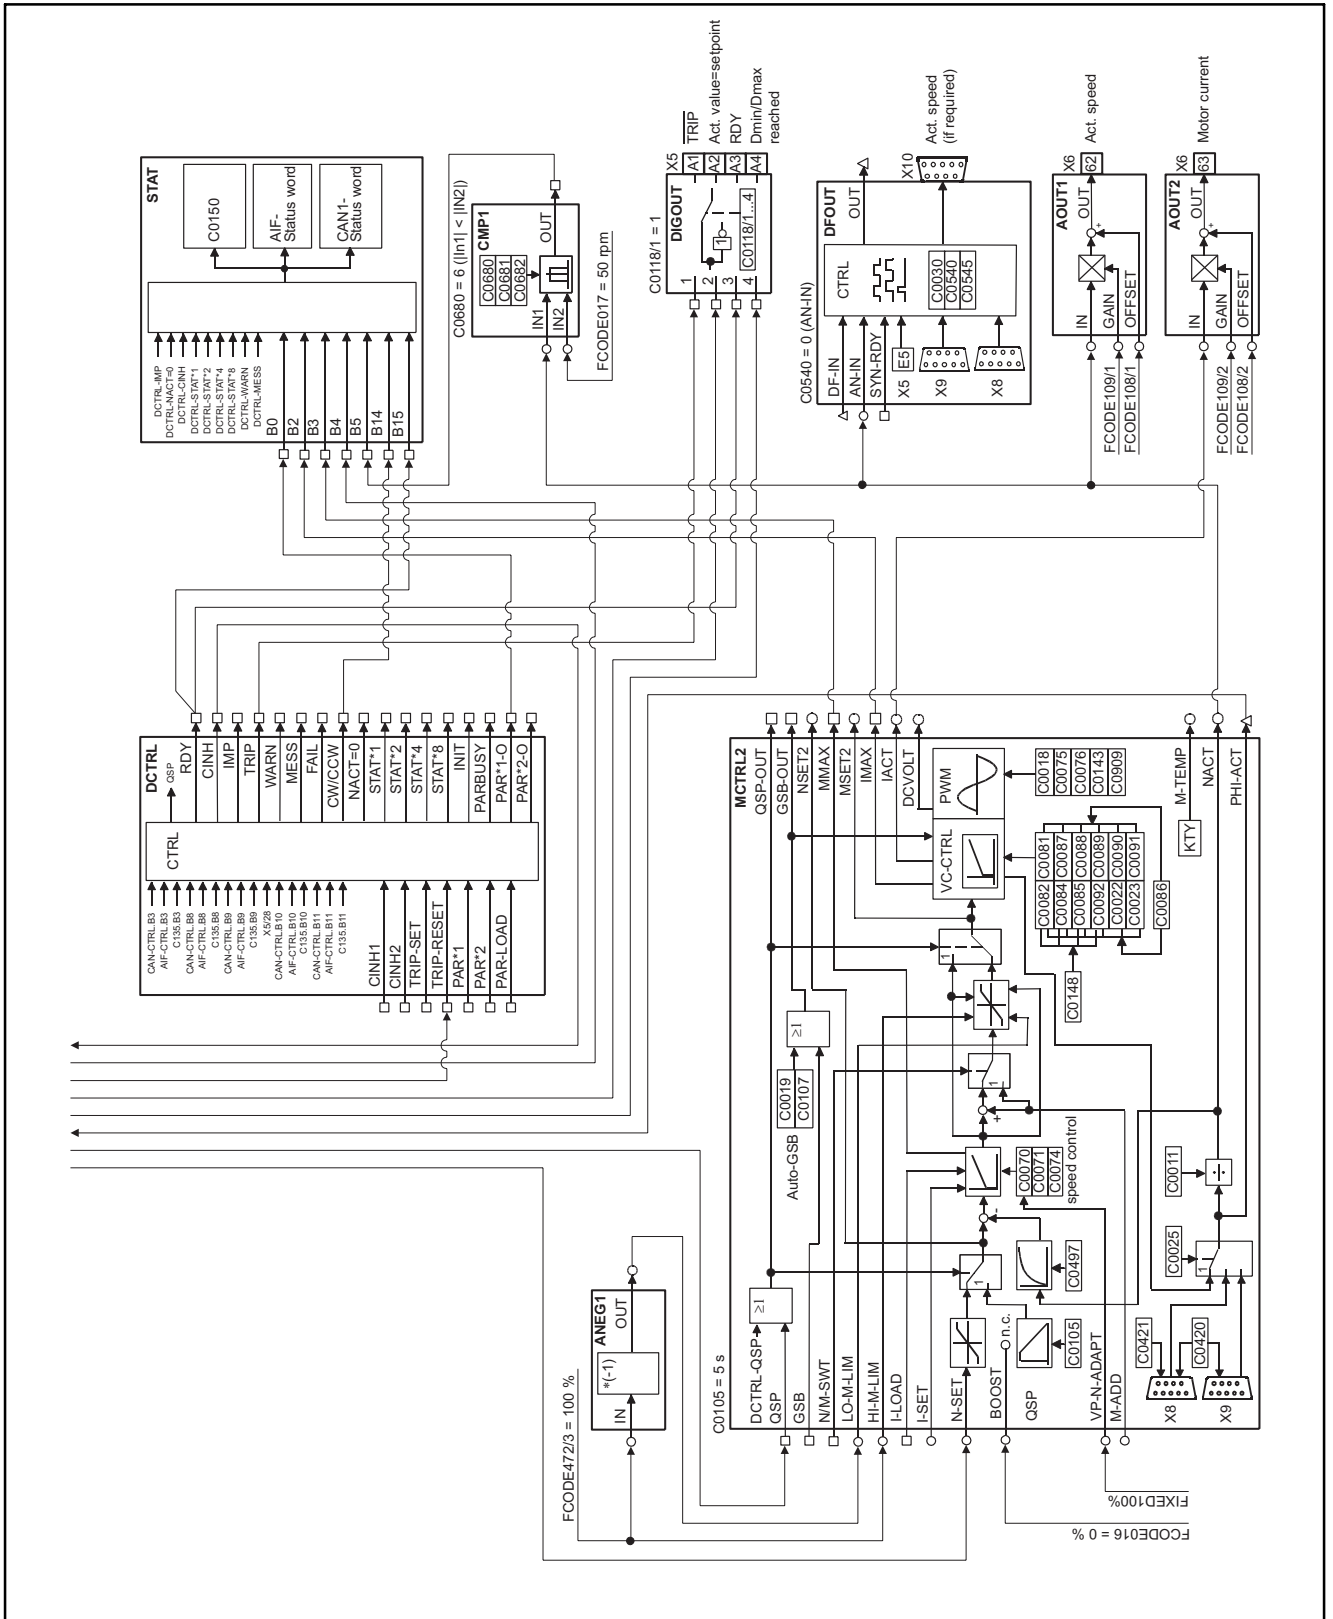 STAT
C0150
AIF-
Status word
CAN1-
Status word
DCTRL-IMP
DCTRL-NACT=0
DCTRL-CINH
DCTRL-STAT*1
DCTRL-STAT*2
DCTRL-STAT*4
DCTRL-STAT*8
DCTRL-WARN
DCTRL-MESS
B0
B2
B3
B4
B5
B14
B15
C0680 = 6 (|In1| < |IN2|)
CMP1
C0680
C0681
C0682
OUT
IN1
IN2
FCODE017 = 50 rpm
C0118/1 = 1
DIGOUT
X5
A1
A2
A3
A4
TRIP
Act. value=setpoint
RDY
Dmin/Dmax
reached
1
C0118/1...4
1
2
3
4
C0540 = 0 (AN-IN)
DFOUT
OUT
X10
Act. speed
(if required)
CTRL
C0030
C0540
C0545
DF-IN
AN-IN
SYN-RDY
X5
E5
X9
X8
AOUT1
X6
62
Act. speed
OUT
+
IN
GAIN
OFFSET
FCODE109/1
FCODE108/1
AOUT2
X6
63
Motor current
OUT
+
IN
GAIN
OFFSET
FCODE109/2
FCODE108/2
DCTRL
QSP
RDY
CINH
IMP
TRIP
WARN
MESS
FAIL
CW/CCW
NACT=0
STAT*1
STAT*2
STAT*4
STAT*8
INIT
PARBUSY
PAR*1-O
PAR*2-O
CTRL
CAN-CTRL.B3
AIF-CTRL.B3
C135.B3
CAN-CTRL.B8
AIF-CTRL.B8
C135.B8
CAN-CTRL.B9
AIF-CTRL.B9
C135.B9
X5/28
CAN-CTRL.B10
AIF-CTRL.B10
C135.B10
CAN-CTRL.B11
AIF-CTRL.B11
C135.B11
CINH1
CINH2
TRIP-SET
TRIP-RESET
PAR*1
PAR*2
PAR-LOAD
FCODE472/3 = 100 %
ANEG1
OUT
*(-1)
IN
C0105 = 5 s
MCTRL2
QSP-OUT
GSB-OUT
NSET2
MMAX
MSET2
IMAX
IACT
DCVOLT
M-TEMP
NACT
PHI-ACT
PWM
VC-CTRL
C0018
C0075
C0076
C0143
C0909
C0082
C0081
C0084
C0087
C0085
C0088
C0092
C0089
C0022
C0090
C0023
C0091
C0086
C0148
KTY
1
≥1
C0019
C0107
Auto-GSB
1
+
C0070
C0071
C0074
speed control
-
C0011
C0025
1
C0497
1
≥1
C0105
n.c.
C0421
C0420
X8
X9
DCTRL-QSP
QSP
GSB
N/M-SWT
LO-M-LIM
HI-M-LIM
I-LOAD
I-SET
N-SET
BOOST
QSP
VP-N-ADAPT
M-ADD
FIXED100%
FCODE016 = 0 %